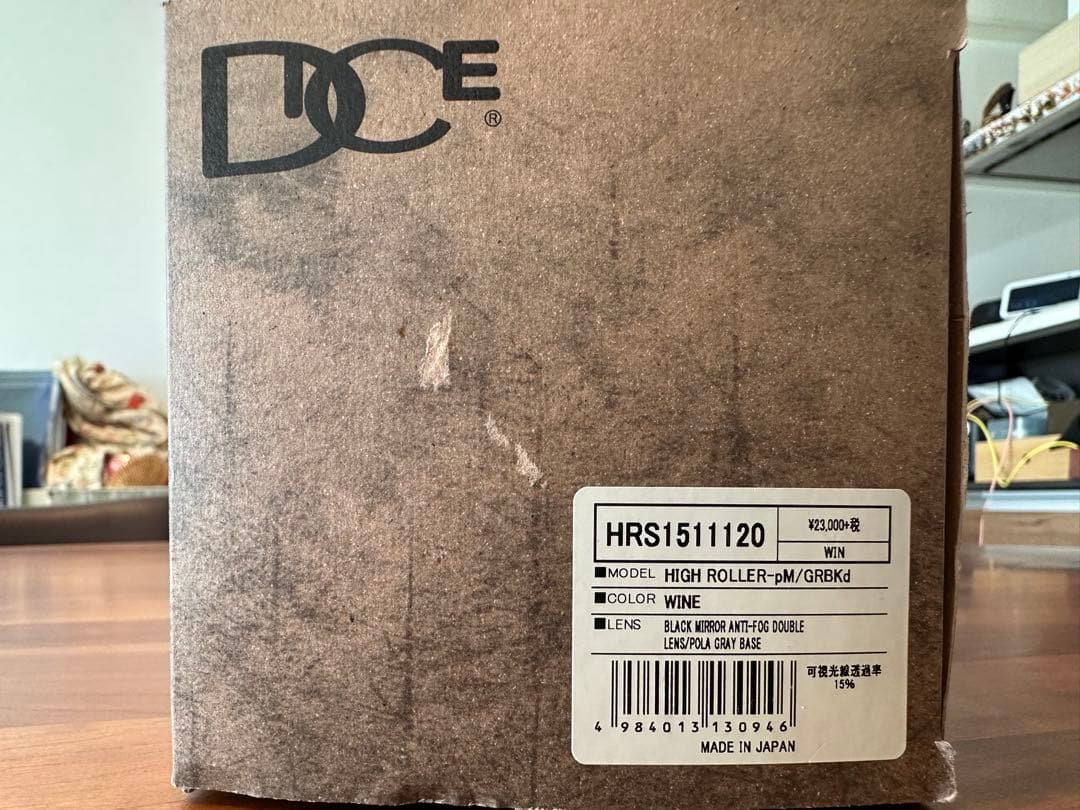 DICE
®
HRS1511120
¥23,000+税
WIN
■MODEL HIGH ROLLER-pM/GRBKd
■COLOR WINE
■LENS BLACK MIRROR ANTI-FOG DOUBLE
LENS/POLA GRAY BASE
可視光線透過率
15%
4 984013 130946
MADE IN JAPAN